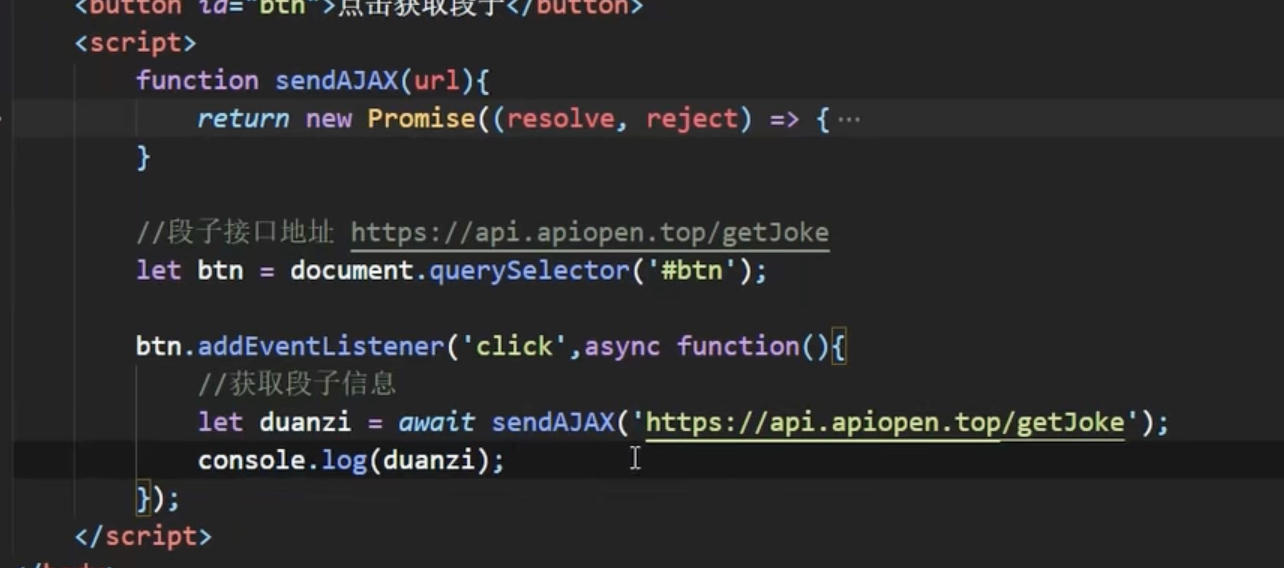 <button id="btn">点击获取段子</button>
<script>
function sendAJAX(url){
return new Promise((resolve, reject) => {···
}
//段子接口地址 https://api.apiopen.top/getJoke
let btn = document.querySelector('#btn');
btn.addEventListener('click',async function(){
//获取段子信息
let duanzi = await sendAJAX('https://api.apiopen.top/getJoke');
console.log(duanzi);
});
</script>